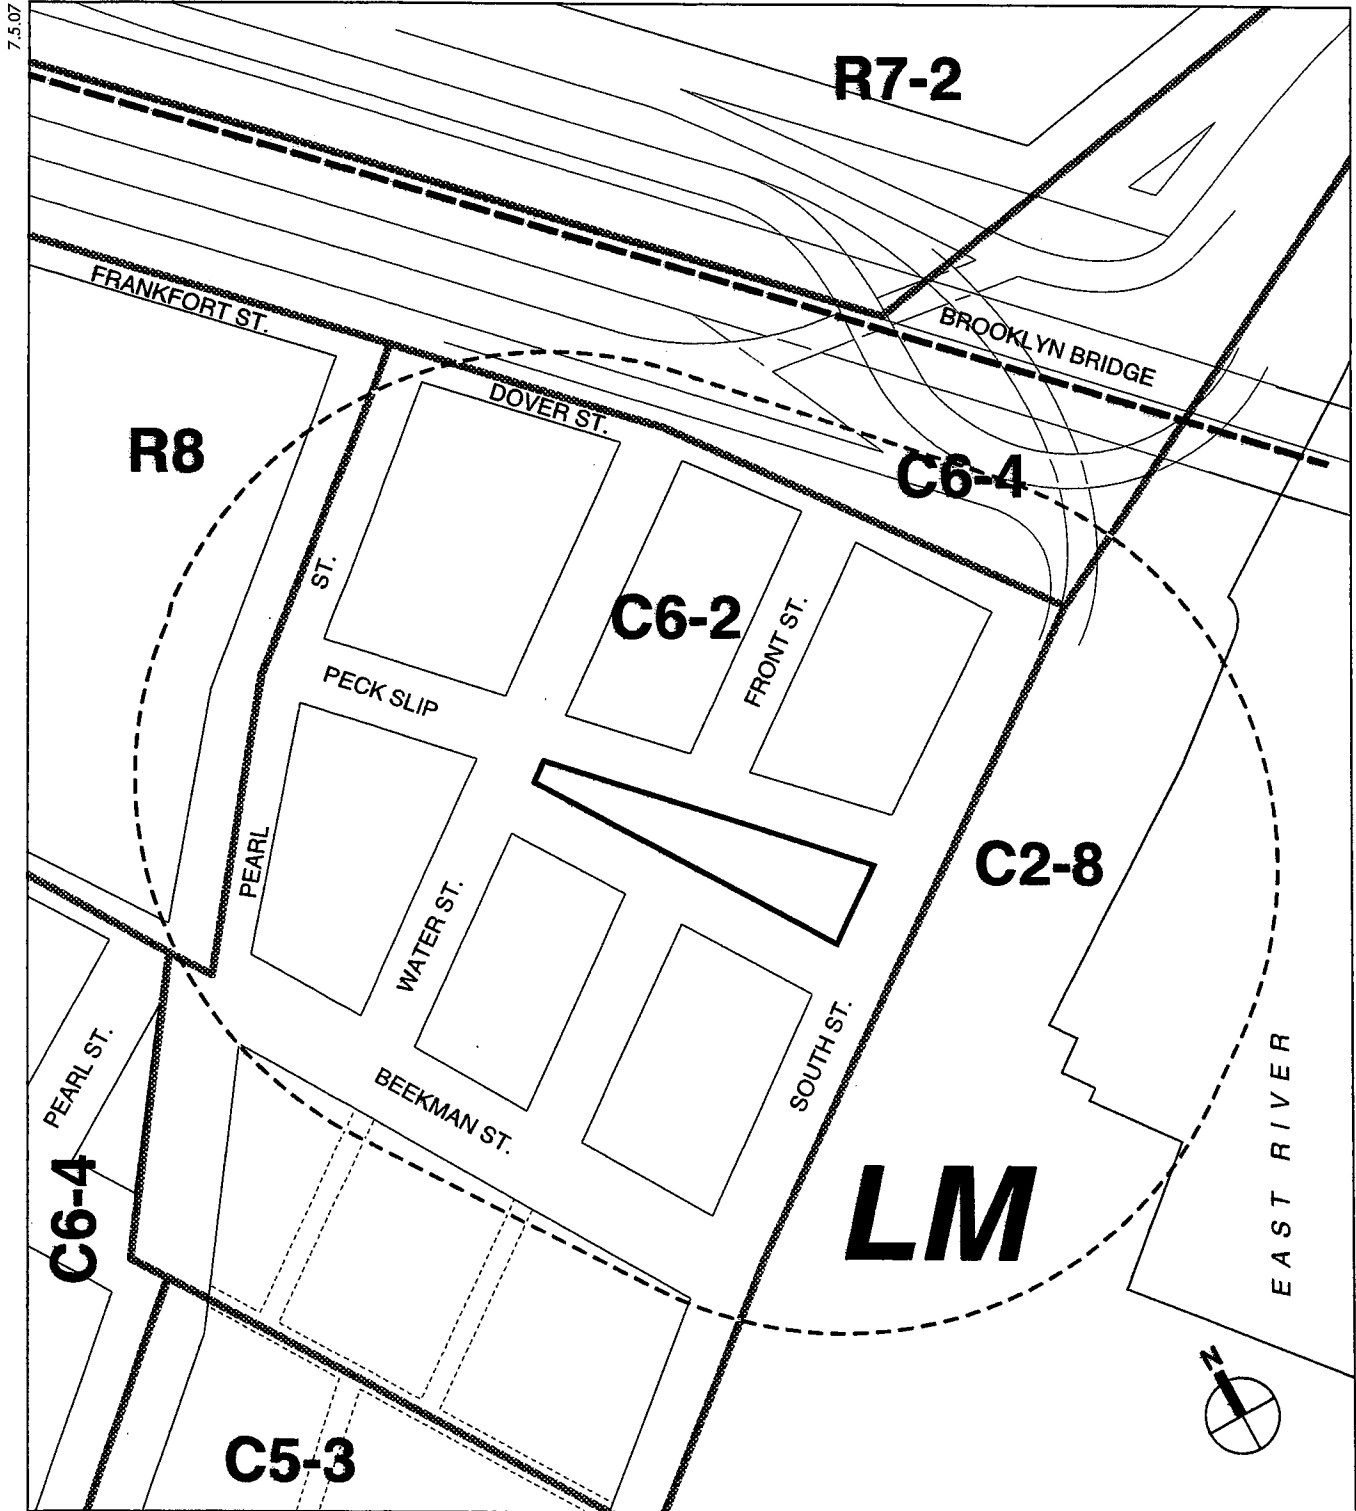 7.5.07
R7-2
FRANKFORT ST.
BROOKLYN BRIDGE
DOVER ST.
R8
C6-4
ST.
C6-2
FRONT ST.
PECK SLIP
PEARL
C2-8
WATER ST.
SOUTH ST.
PEARL ST.
BEEKMAN ST.
EAST RIVER
C6-4
LM
N
C5-3